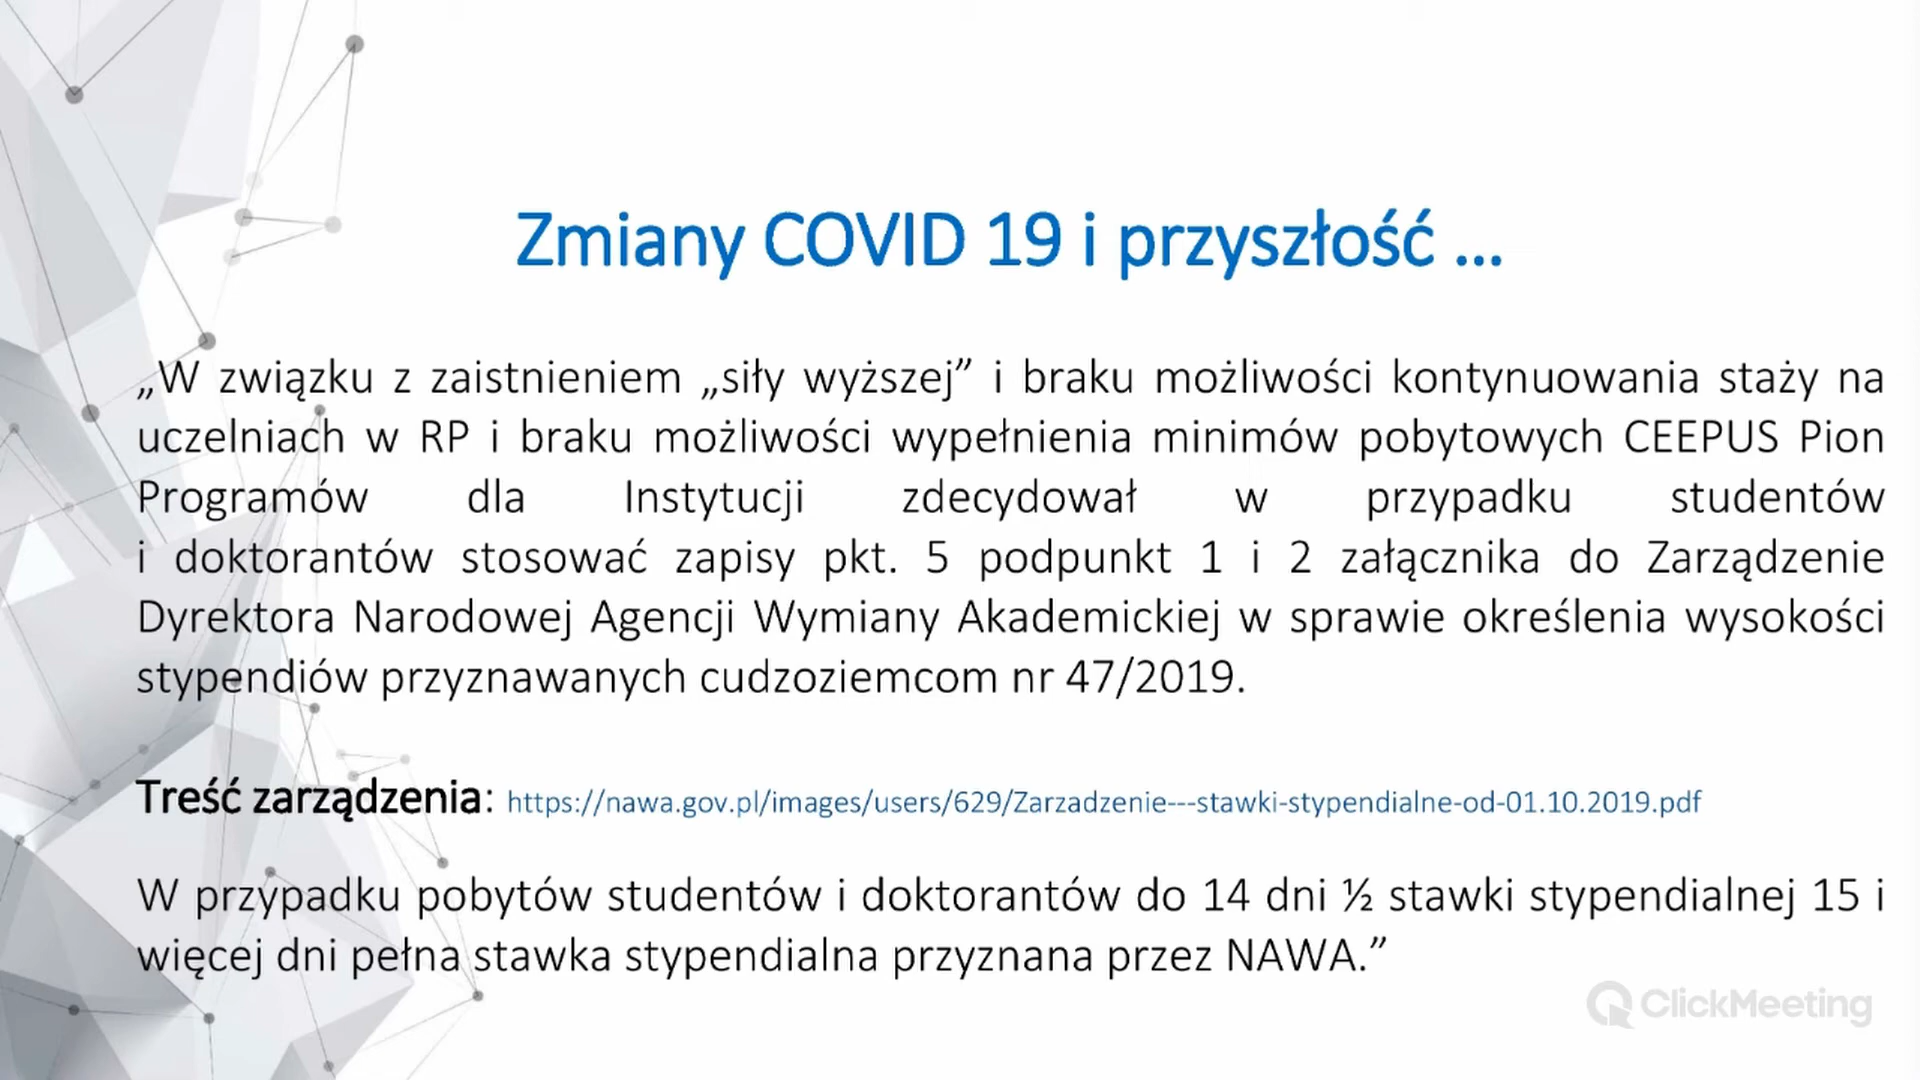 Zmiany COVID 19 i przyszłość ...
„W związku z zaistnieniem „siły wyższej” i braku możliwości kontynuowania staży na
uczelniach w RP i braku możliwości wypełnienia minimów pobytowych CEEPUS Pion
Programów dla Instytucji zdecydował w przypadku studentów
i doktorantów stosować zapisy pkt. 5 podpunkt 1 i 2 załącznika do Zarządzenie
Dyrektora Narodowej Agencji Wymiany Akademickiej w sprawie określenia wysokości
stypendiów przyznawanych cudzoziemcom nr 47/2019.
Treść zarządzenia: https://nawa.gov.pl/images/users/629/Zarzadzenie---stawki-stypendialne-od-01.10.2019.pdf
W przypadku pobytów studentów i doktorantów do 14 dni ½ stawki stypendialnej 15 i
więcej dni pełna stawka stypendialna przyznana przez NAWA.”
ClickMeeting